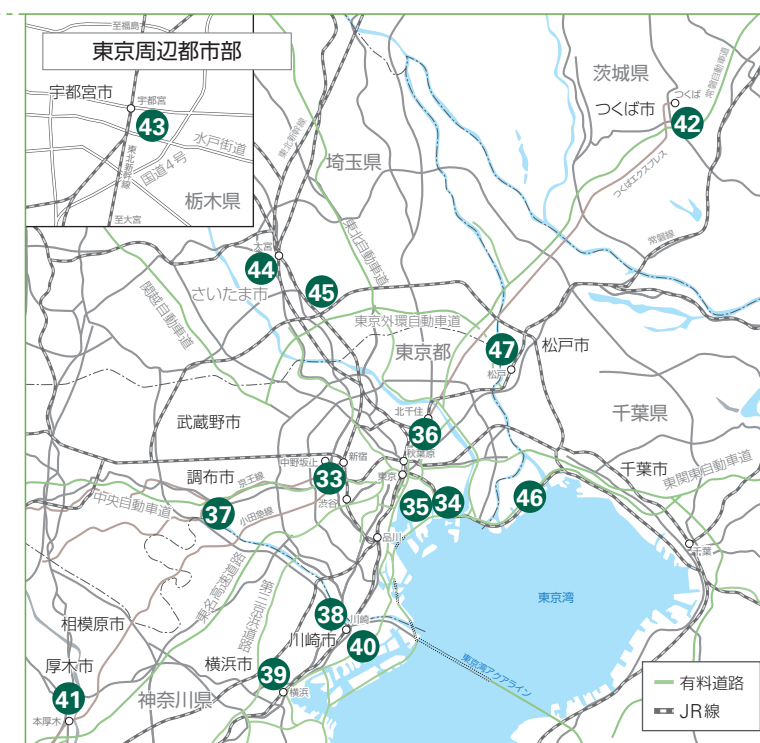 東京周辺都市部
至福島
宇都宮市
宇都宮
43
水戸街道
東北新幹線
国道4号
栃木県
至大宮
東北新幹線
埼玉県
茨城県
つくば市
つくば
常磐自動車道
42
つくばエクスプレス
常磐線
大宮
44
さいたま市
45
東北自動車道
関越自動車道
東京外環自動車道
東京都
47
松戸市
松戸
武蔵野市
北千住
36
千葉県
秋葉原
中野坂上
新宿
33
東京
調布市
京王線
渋谷
35
34
46
千葉市
東関東自動車道
中央自動車道
37
小田急線
品川
千葉
東京湾
東名高速道路
第三京浜道路
相模原市
38
川崎
川崎市
40
東京湾アクアライン
厚木市
横浜市
39
横浜
41
本厚木
神奈川県
有料道路
JR線